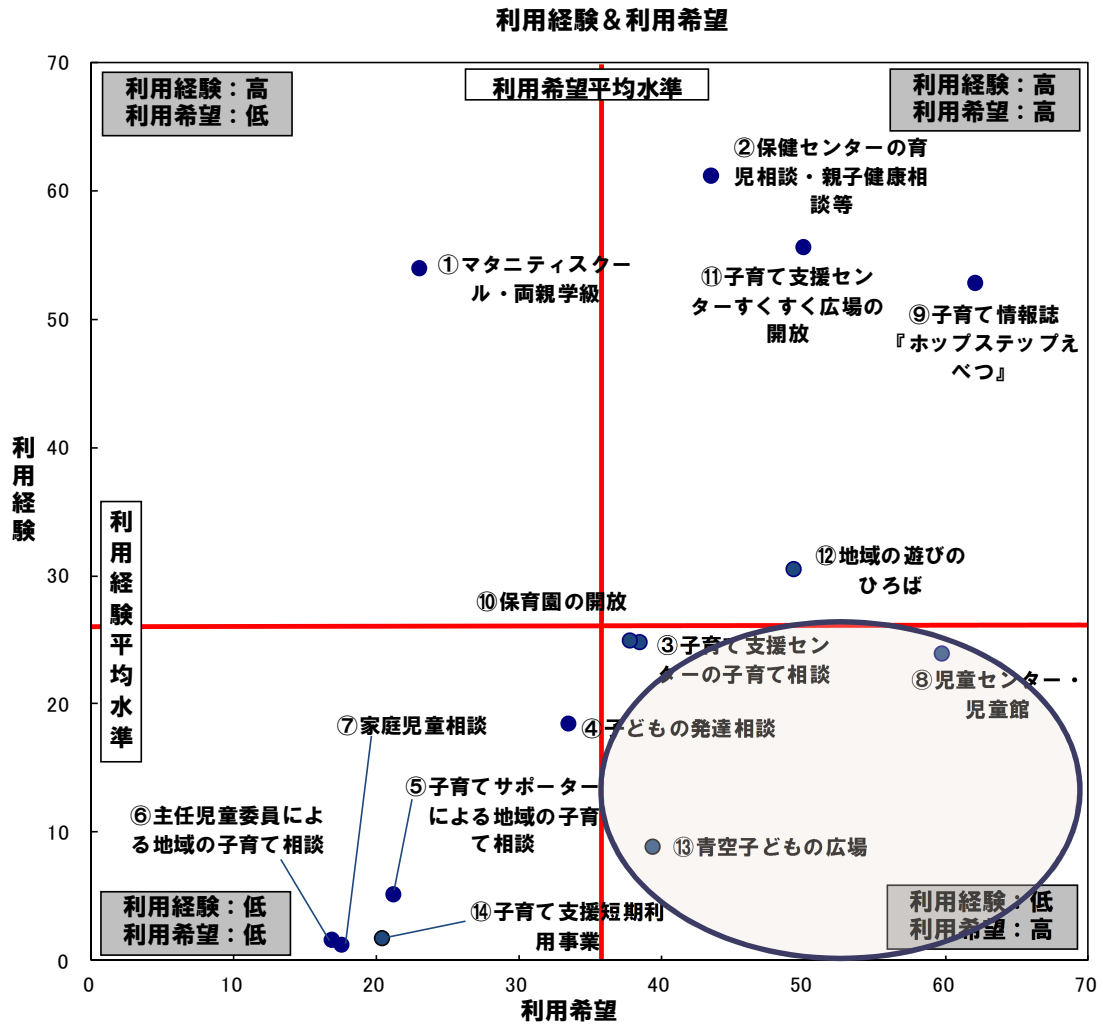 利用経験＆利用希望
70
60
50
40
30
20
10
0
利用経験
利用経験：高
利用希望：低
利用希望平均水準
利用経験：高
利用希望：高
②保健センターの育
児相談・親子健康相
談等
①マタニティスクー
ル・両親学級
⑪子育て支援セン
ターすくすく広場の
開放
⑨子育て情報誌
『ホップステップえ
べつ』
利用経験平均水準
⑫地域の遊びの
ひろば
⑩保育園の開放
③子育て支援セン
ターの子育て相談
⑧児童センター・
児童館
⑦家庭児童相談
④子どもの発達相談
⑤子育てサポーター
による地域の子育
て相談
⑥主任児童委員によ
る地域の子育て相談
⑬青空子どもの広場
⑭子育て支援短期利
用事業
利用経験：低
利用希望：低
利用経験：低
利用希望：高
0 10 20 30 40 50 60 70
利用希望